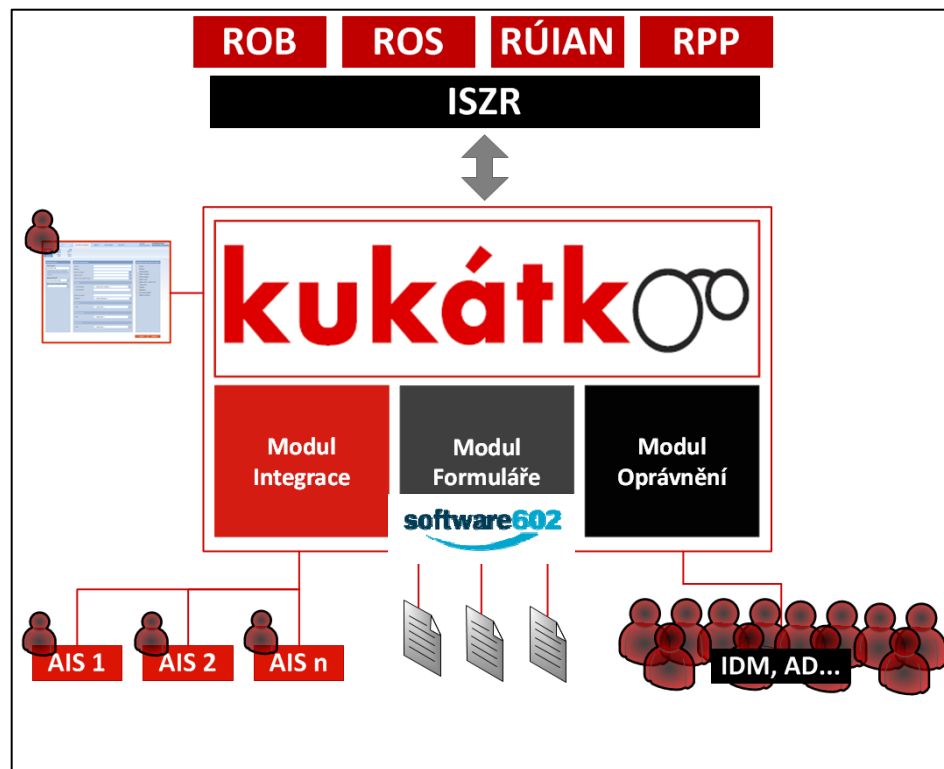 ROB
ROS
RÚIAN
RPP
ISZR
kukátko
Modul
Integrace
Modul
Formuláře
Modul
Oprávnění
software602
AIS 1
AIS 2
AIS n
IDM, AD...